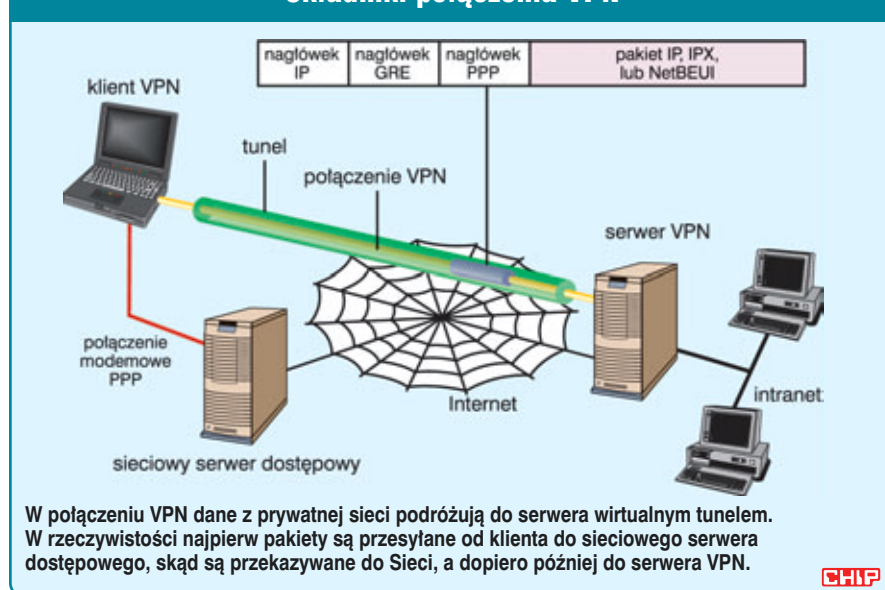 Składniki połączenia VPN
nagłówek IP
nagłówek GRE
nagłówek PPP
pakiet IP, IPX,
lub NetBEUI
klient VPN
tunel
połączenie VPN
serwer VPN
połączenie
modemowe
PPP
Internet
intranet
sieciowy serwer dostępowy
W połączeniu VPN dane z prywatnej sieci podróżują do serwera wirtualnym tunelem.
W rzeczywistości najpierw pakiety są przesyłane od klienta do sieciowego serwera
dostępowego, skąd są przekazywane do Sieci, a dopiero później do serwera VPN.
CHIP